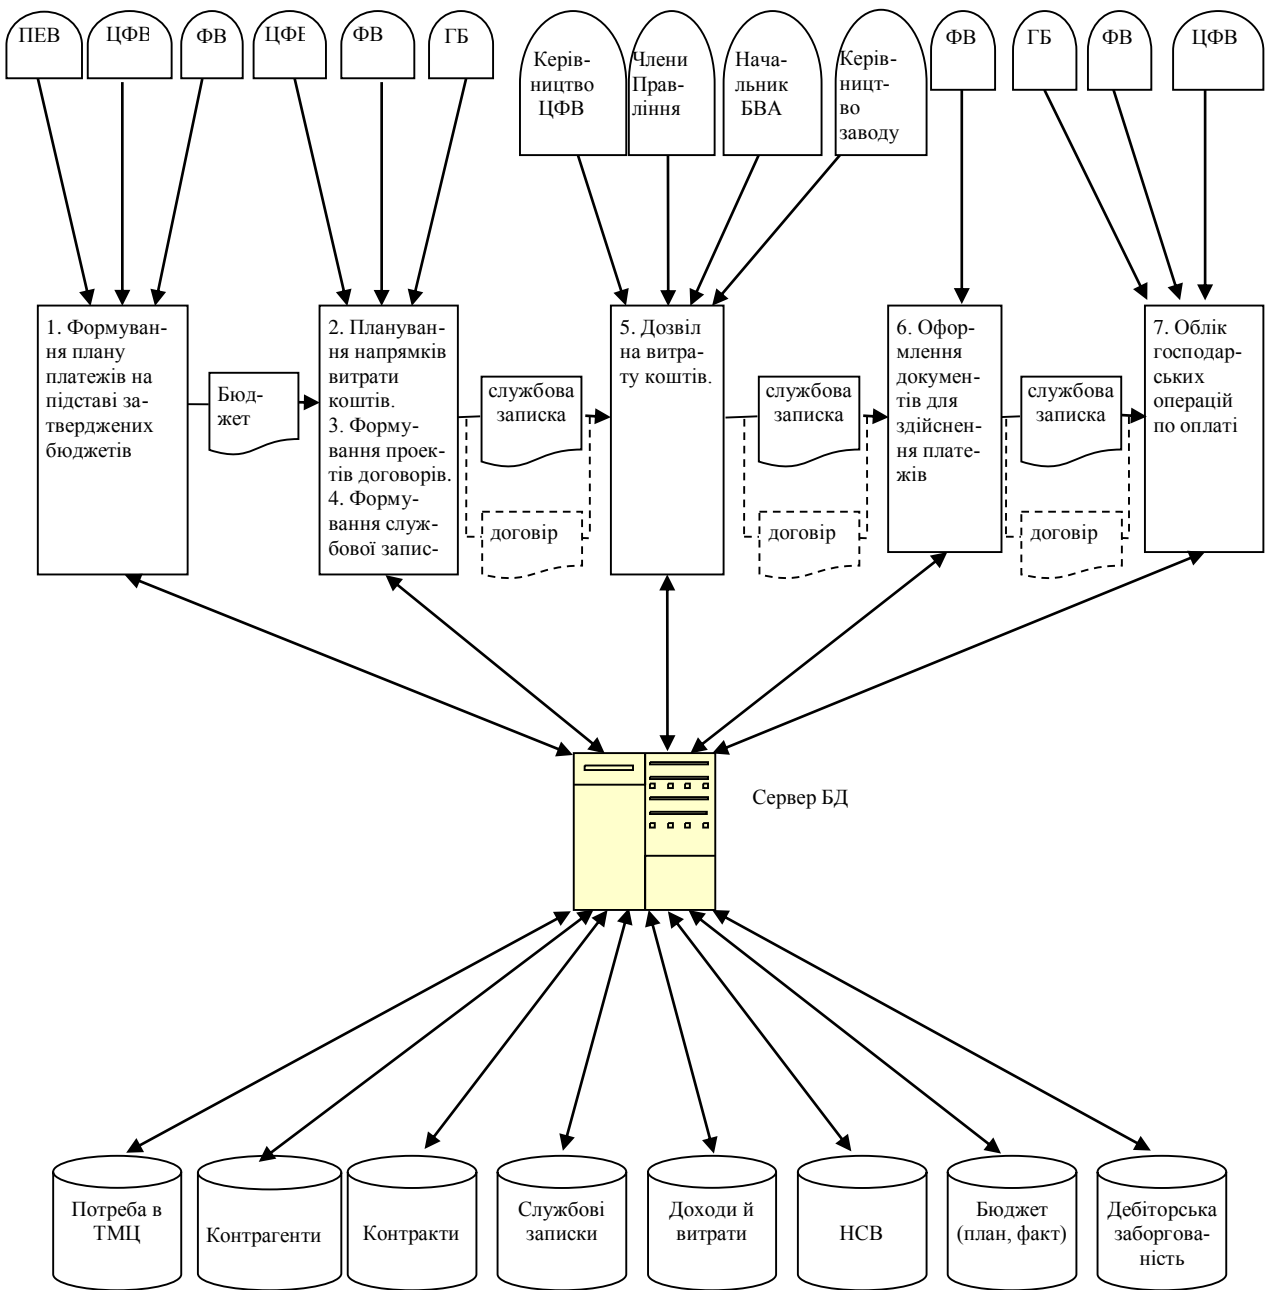 ПЕВ
ЦФВ
ФВ
ЦФЕ
ФВ
ГБ
Керів-
ництво
ЦФВ
Члени
Прав-
ління
Нача-
льник
БВА
Керів-
ницт-
во
заводу
ФВ
ГБ
ФВ
ЦФВ
1. Формуван-
ня плану
платежів на
підставі за-
тверджених
бюджетів
Бюд-
жет
2. Плануван-
ня напрямків
витрати
коштів.
3. Форму-
вання проек-
тів договорів.
4. Форму-
вання служ-
бової запис-
службова
записка
договір
5. Дозвіл
на витра-
ту коштів.
службова
записка
договір
6. Офор-
млення
докумен-
тів для
здійснен-
ня плате-
жів
службова
записка
договір
7. Облік
господар-
ських
операцій
по оплаті
Сервер БД
Потреба в
ТМЦ
Контрагенти
Контракти
Службові
записки
Доходи й
витрати
НСВ
Бюджет
(план, факт)
Дебіторська
заборгова-
ність